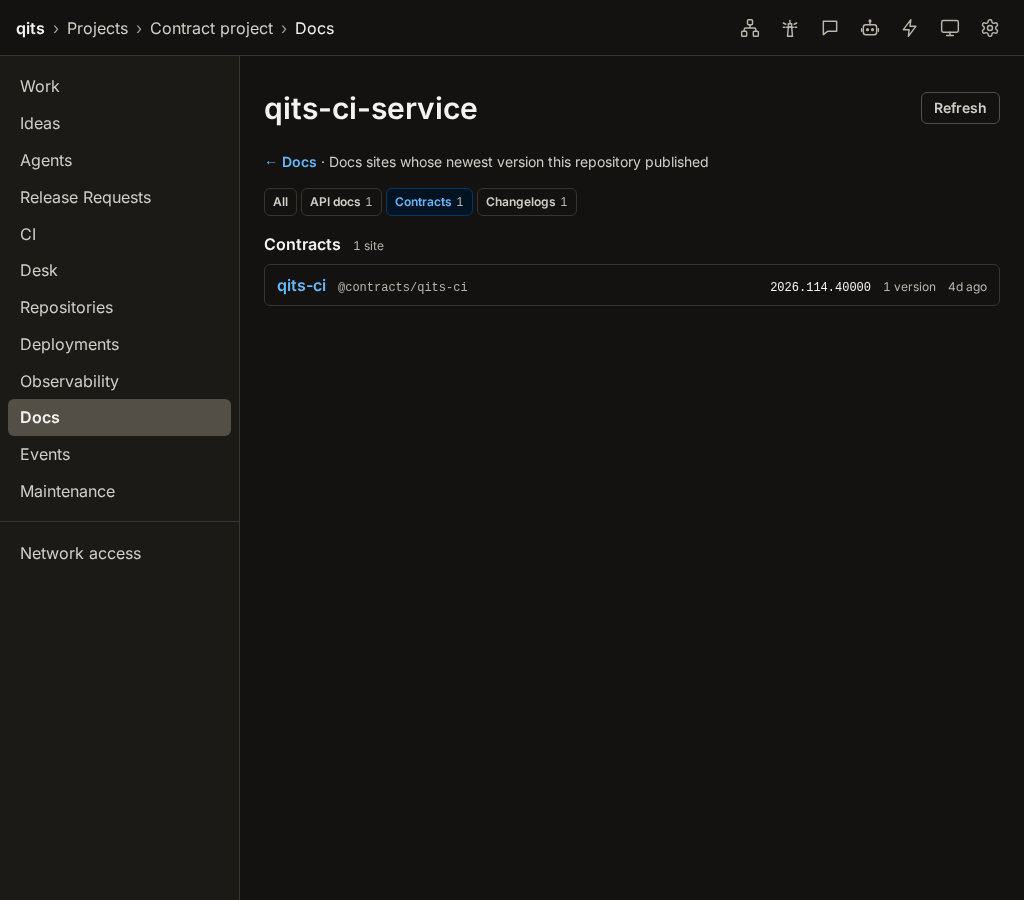 qits › Projects › Contract project › Docs
Work
Ideas
Agents
Release Requests
CI
Desk
Repositories
Deployments
Observability
Docs
Events
Maintenance
Network access
qits-ci-service
Refresh
← Docs · Docs sites whose newest version this repository published
All API docs 1 Contracts 1 Changelogs 1
Contracts 1 site
qits-ci @contracts/qits-ci 2026.114.40000 1 version 4d ago